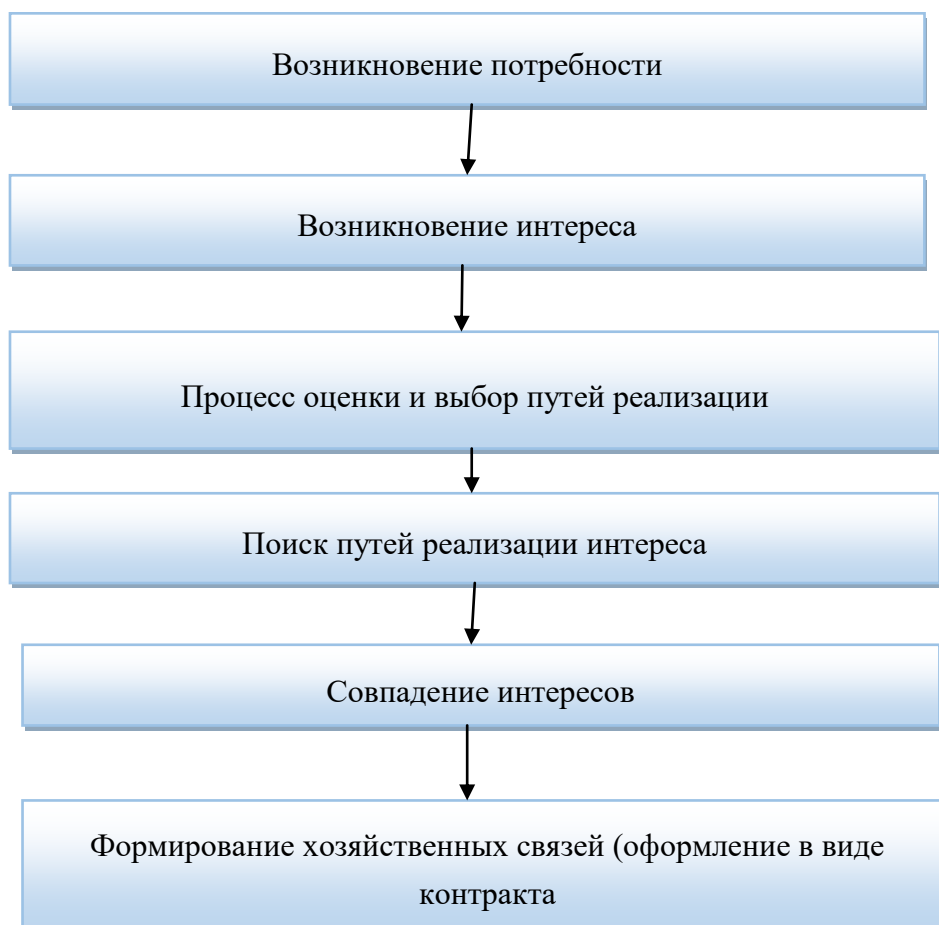 Возникновение потребности
Возникновение интереса
Процесс оценки и выбор путей реализации
Поиск путей реализации интереса
Совпадение интересов
Формирование хозяйственных связей (оформление в виде
контракта